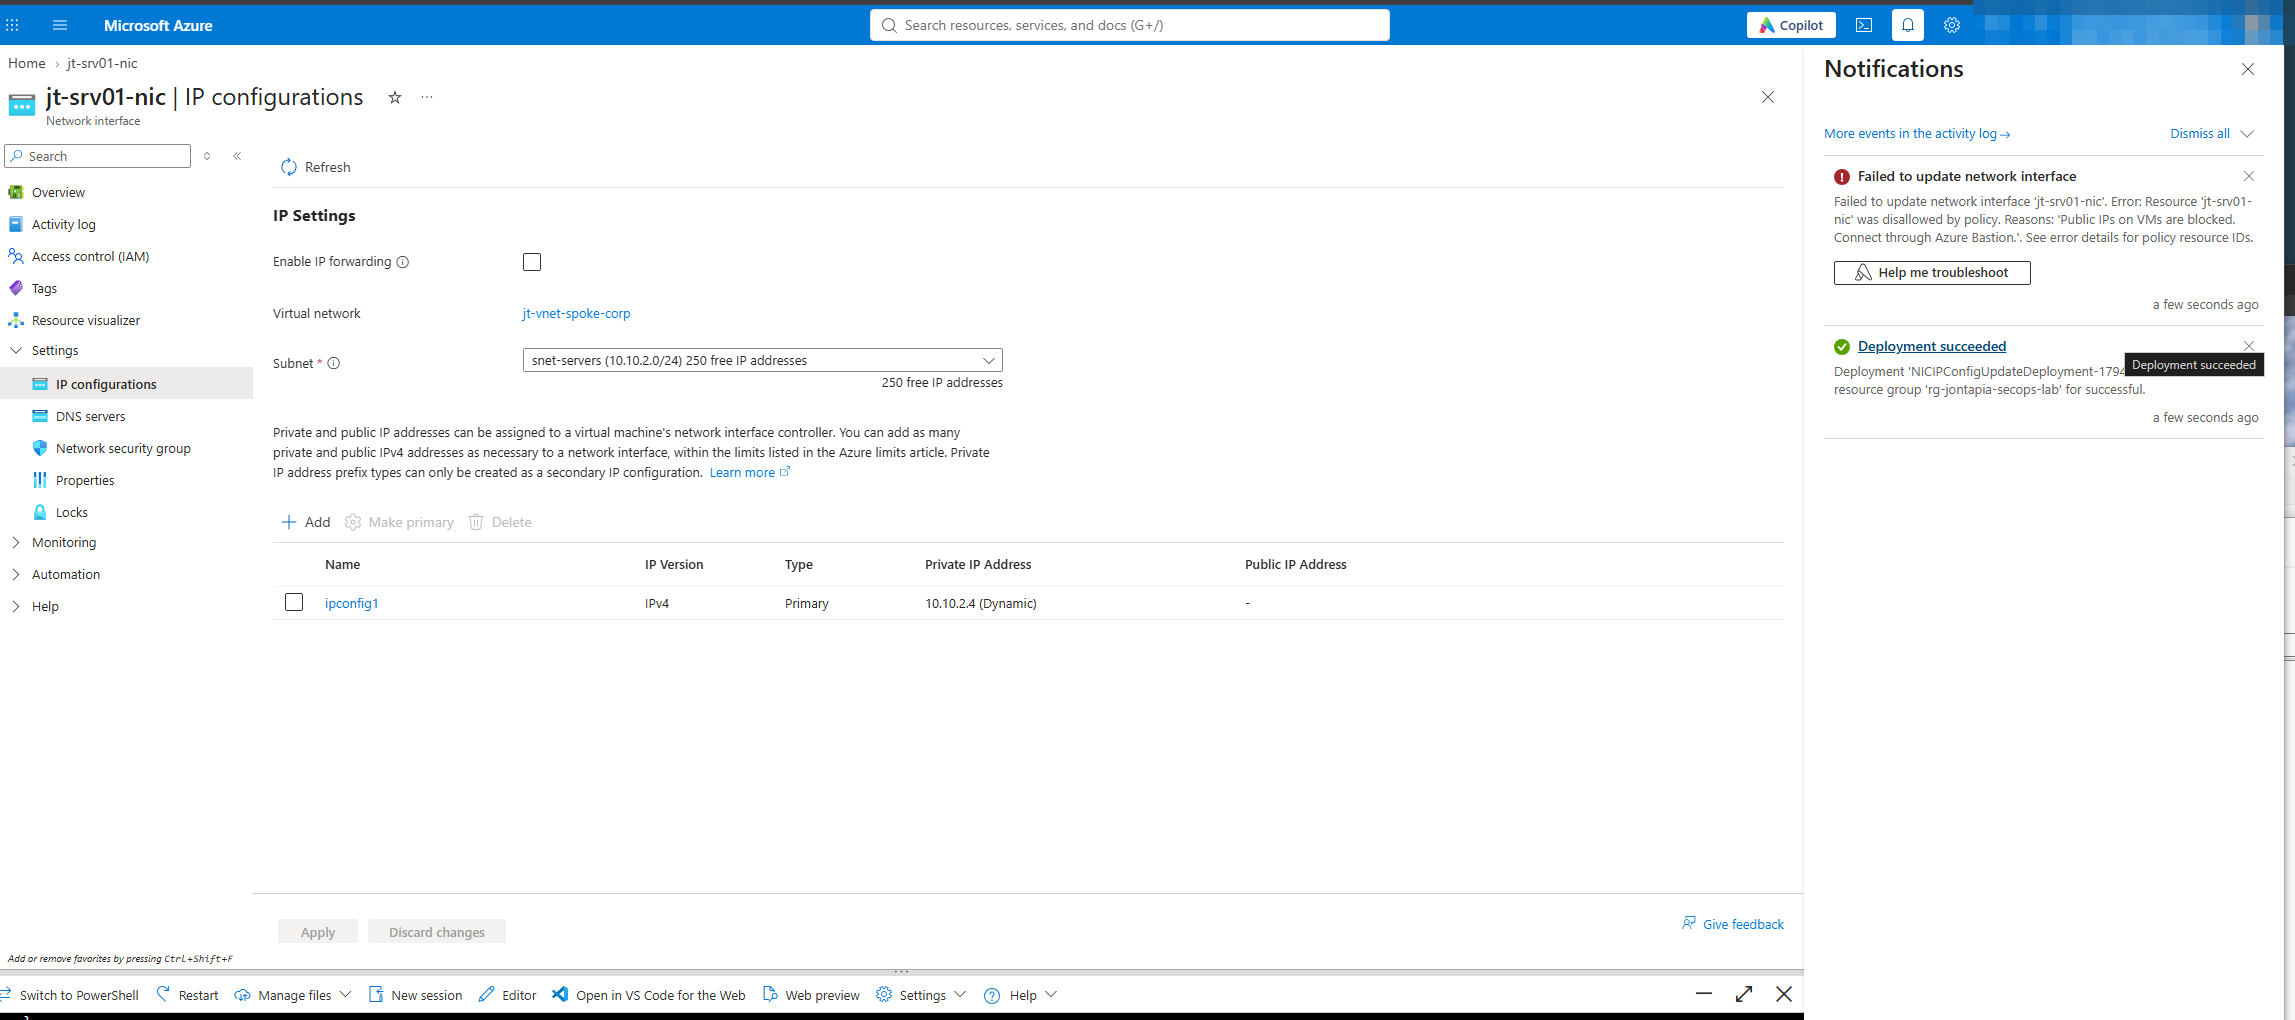 Microsoft Azure
Search resources, services, and docs (G+/)
Copilot
Home > jt-srv01-nic
jt-srv01-nic | IP configurations
Network interface
Search
Overview
Activity log
Access control (IAM)
Tags
Resource visualizer
Settings
IP configurations
DNS servers
Network security group
Properties
Locks
Monitoring
Automation
Help
Add or remove favorites by pressing Ctrl+Shift+F
Refresh
IP Settings
Enable IP forwarding
Virtual network
jt-vnet-spoke-corp
Subnet *
snet-servers (10.10.2.0/24) 250 free IP addresses
250 free IP addresses
Private and public IP addresses can be assigned to a virtual machine's network interface controller. You can add as many
private and public IPv4 addresses as necessary to a network interface, within the limits listed in the Azure limits article. Private
IP address prefix types can only be created as a secondary IP configuration. Learn more
Add Make primary Delete
Name IP Version Type Private IP Address Public IP Address
ipconfig1 IPv4 Primary 10.10.2.4 (Dynamic) -
Apply Discard changes
Give feedback
Notifications
More events in the activity log →
Dismiss all
Failed to update network interface
Failed to update network interface 'jt-srv01-nic'. Error: Resource 'jt-srv01-
nic' was disallowed by policy. Reasons: 'Public IPs on VMs are blocked.
Connect through Azure Bastion.'. See error details for policy resource IDs.
Help me troubleshoot
a few seconds ago
Deployment succeeded
Deployment succeeded
Deployment 'NICIPConfigUpdateDeployment-1794
resource group 'rg-jontapia-secops-lab' for successful.
a few seconds ago
Switch to PowerShell Restart Manage files New session Editor Open in VS Code for the Web Web preview Settings Help